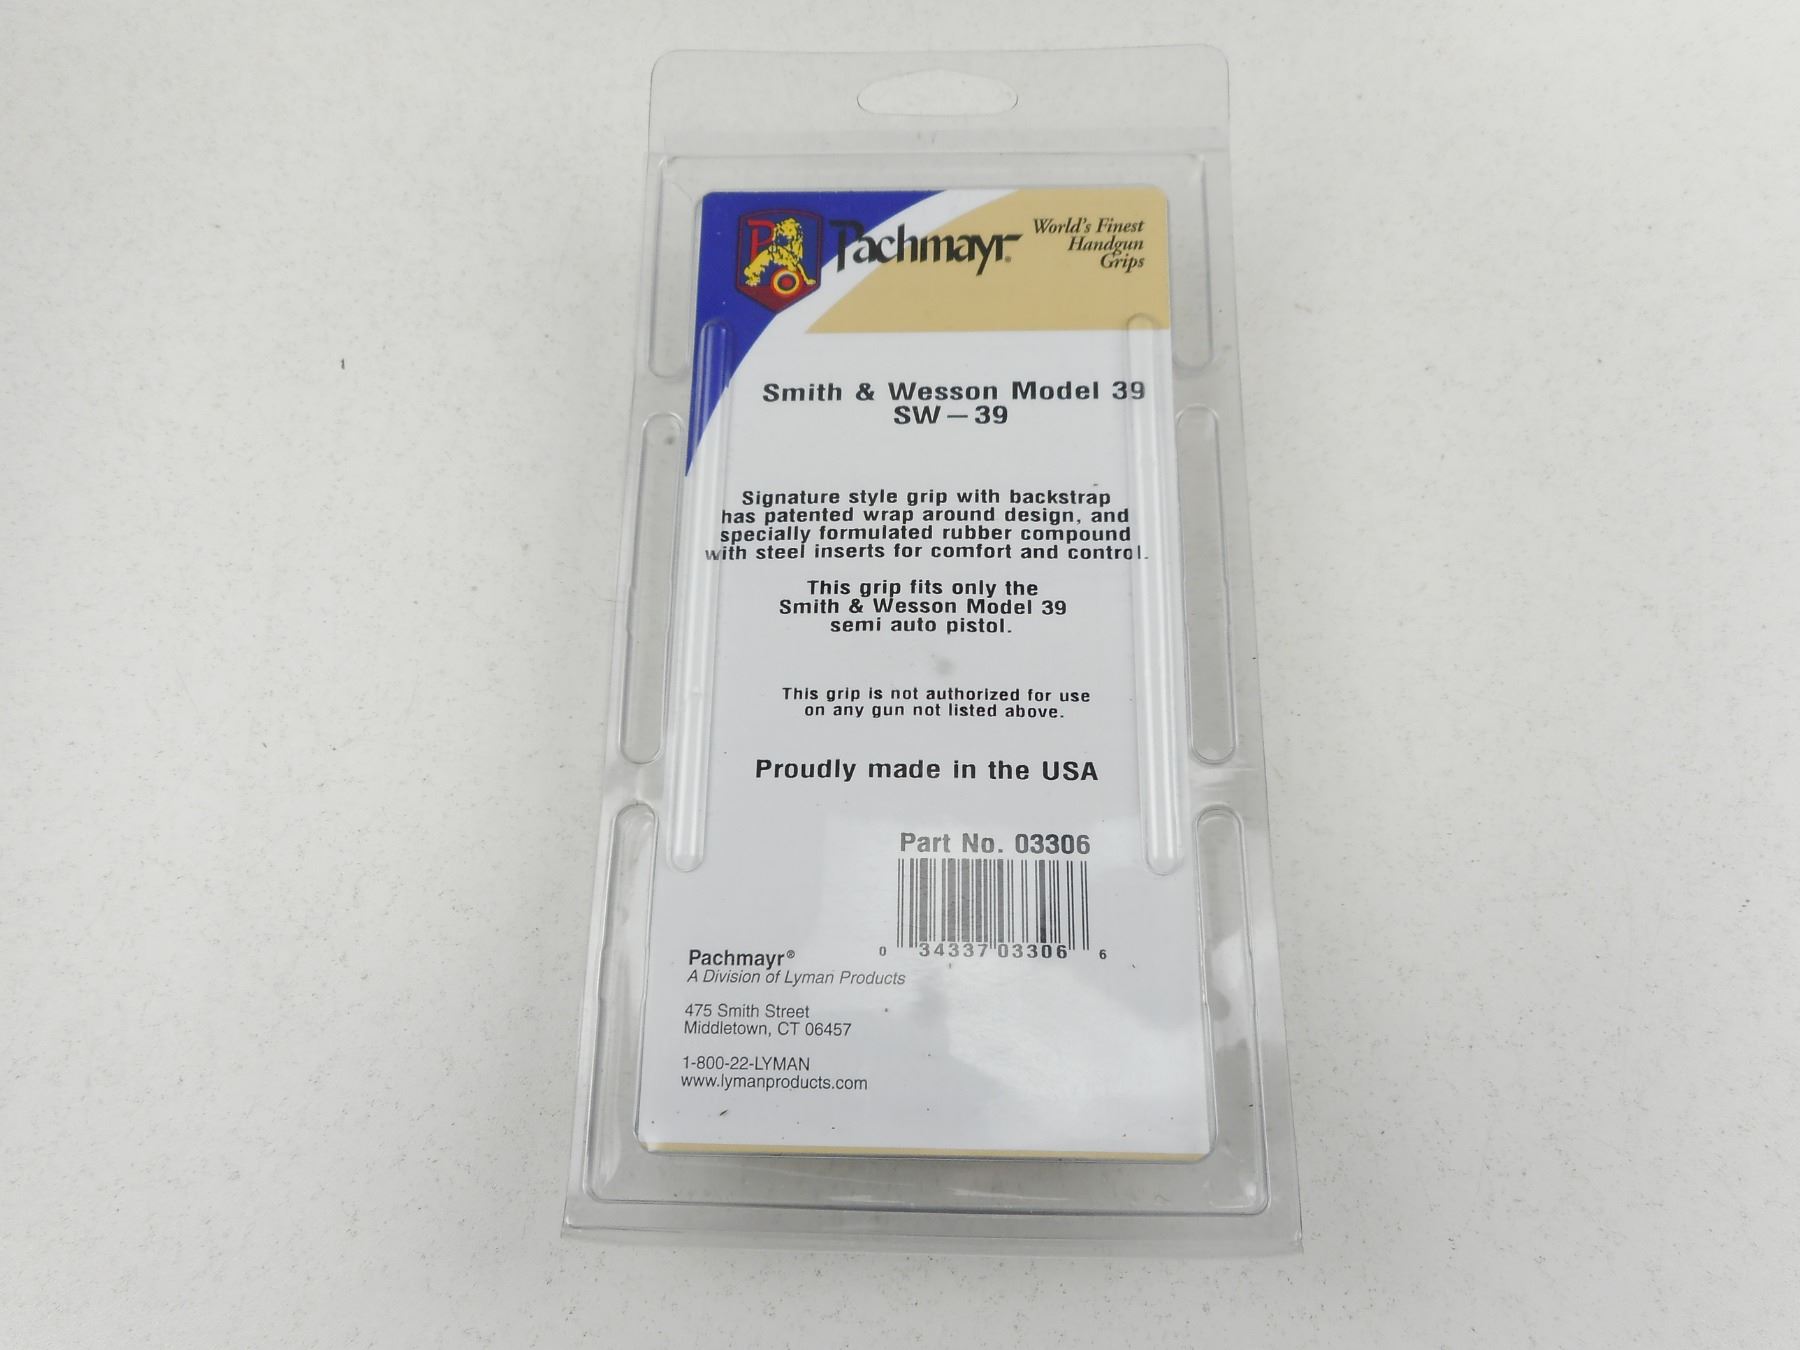 P
Pachmayr®
World's Finest
Handgun
Grips
Smith & Wesson Model 39
SW-39
Signature style grip with backstrap
has patented wrap around design, and
specially formulated rubber compound
with steel inserts for comfort and control.
This grip fits only the
Smith & Wesson Model 39
semi auto pistol.
This grip is not authorized for use
on any gun not listed above.
Proudly made in the USA
Part No. 03306
0 34337 03306 6
Pachmayr®
A Division of Lyman Products
475 Smith Street
Middletown, CT 06457
1-800-22-LYMAN
www.lymanproducts.com